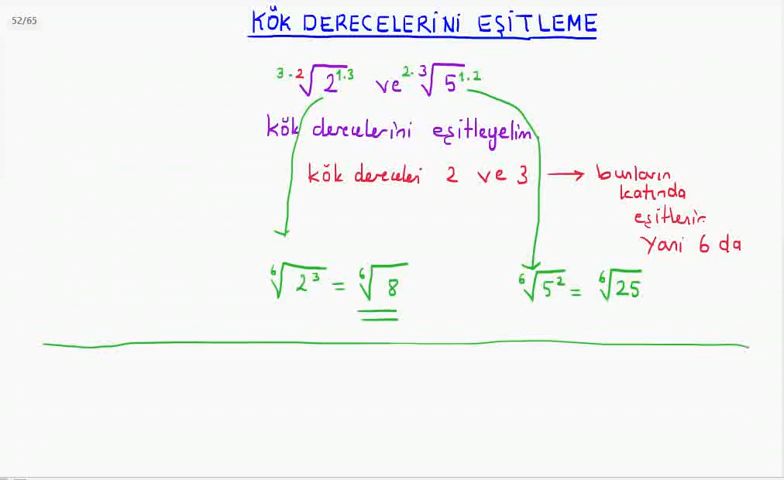 52/65
KÖK DERECELERİNİ EŞİTLEME
³·²√2¹·³ ve ²·³√5¹·²
kök derecelerini eşitleyelim
kök dereceleri 2 ve 3 → bunların
katında
eşitlenir
Yani 6 da
⁶√2³ = ⁶√8 ⁶√5² = ⁶√25